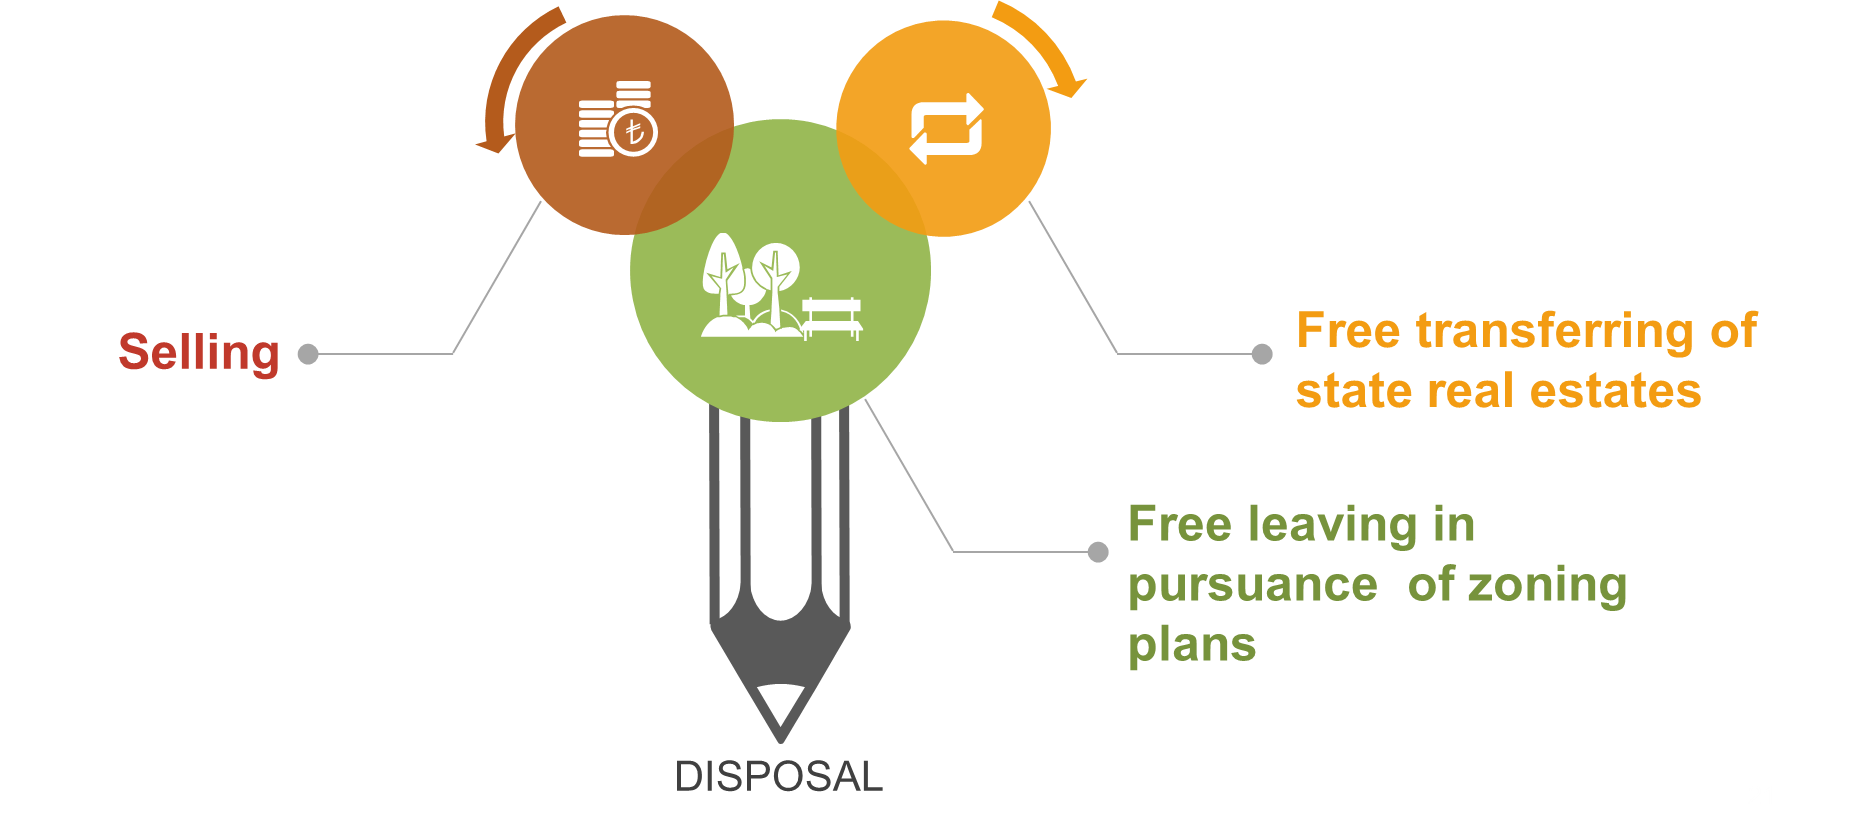 Selling
Free transferring of
state real estates
Free leaving in
pursuance  of zoning
plans
DISPOSAL